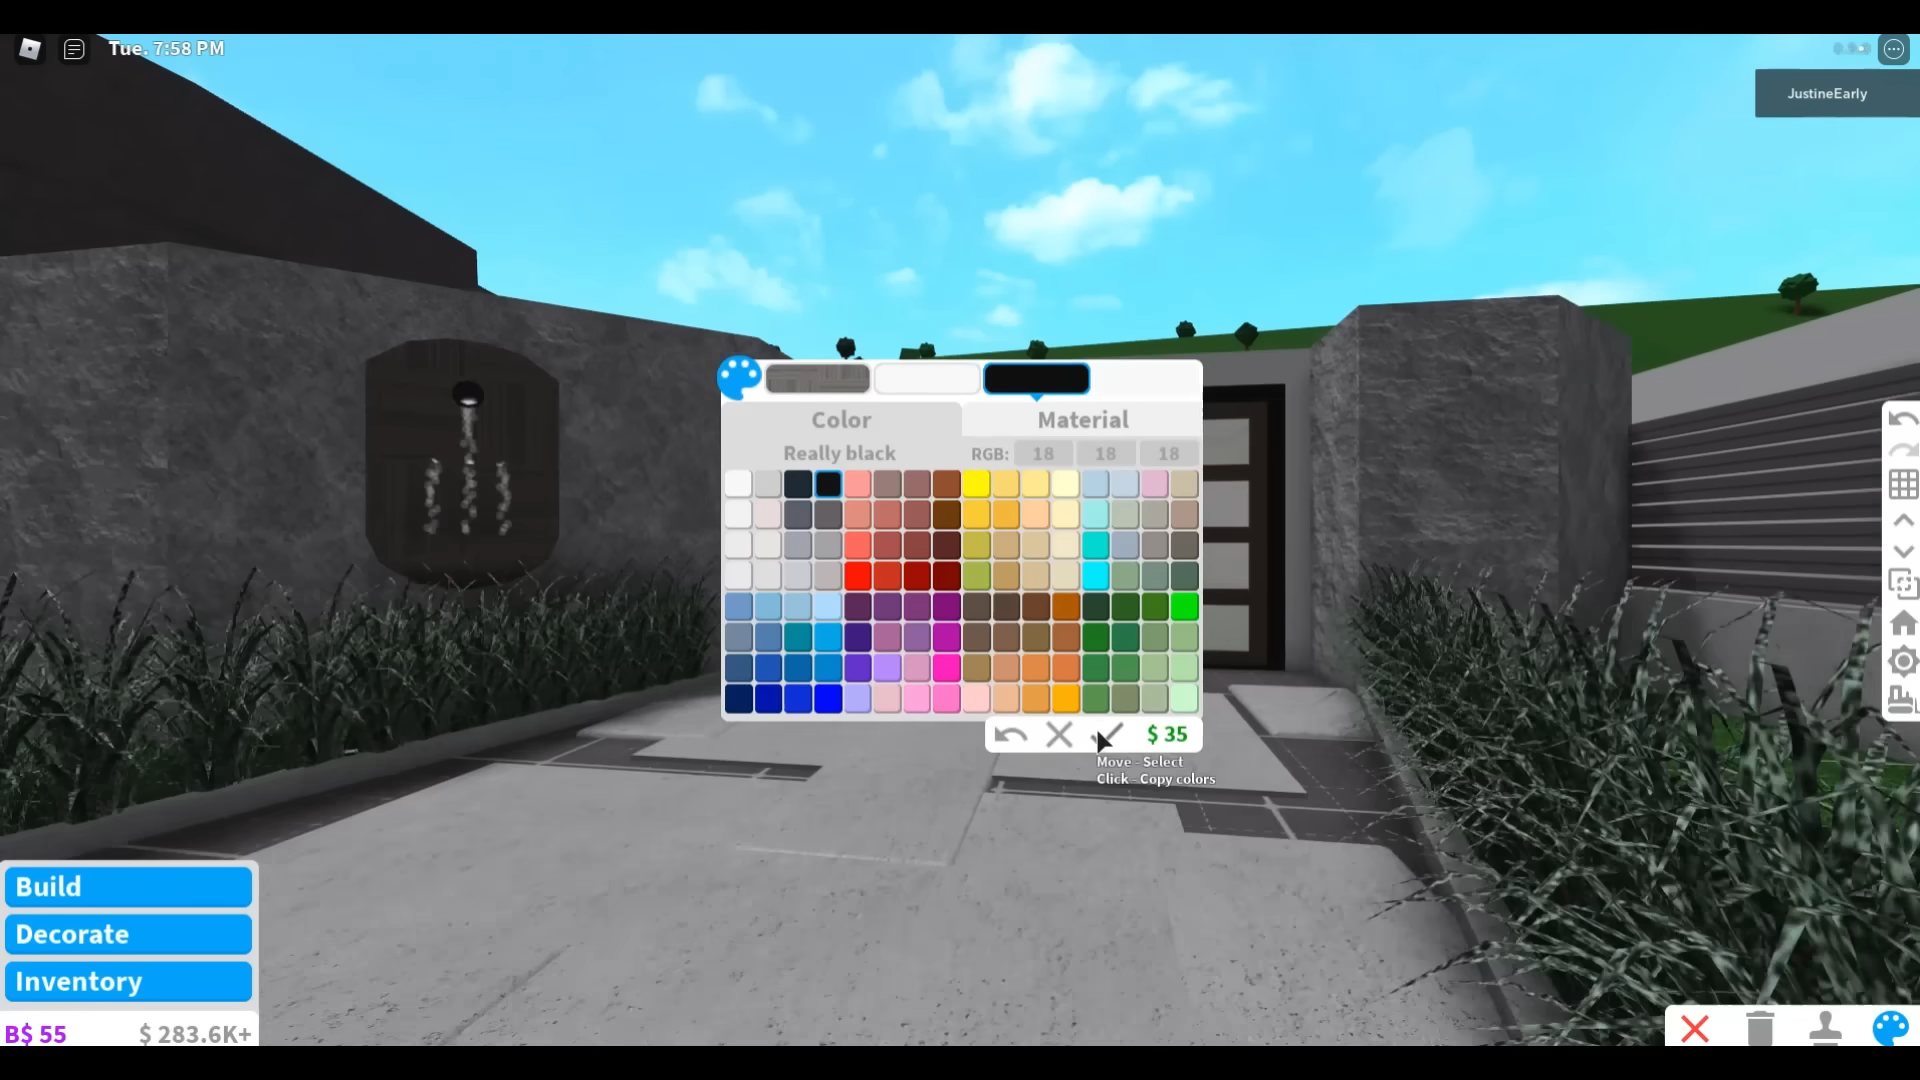 Tue. 7:58 PM
JustineEarly
Color
Material
Really black
RGB: 18 18 18
$ 35
Move - Select
Click - Copy colors
Build
Decorate
Inventory
B$ 55
$ 283.6K+